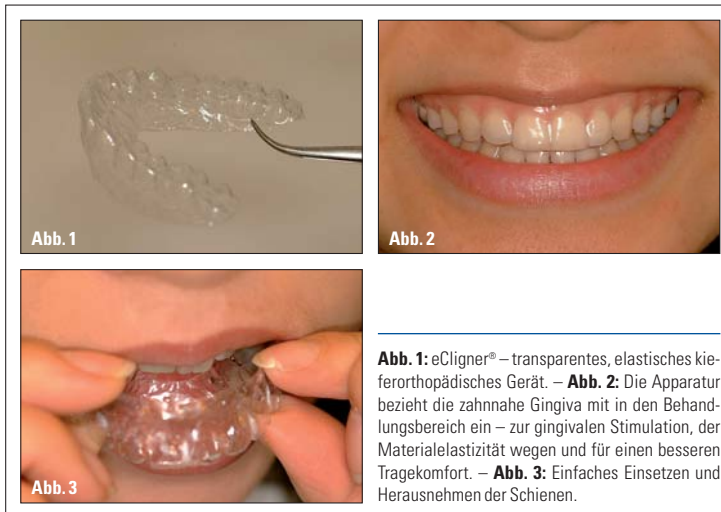 Abb. 1
Abb. 2
Abb. 3
Abb. 1: eCligner® – transparentes, elastisches kie-
ferorthopädisches Gerät. – Abb. 2: Die Apparatur
bezieht die zahnnahe Gingiva mit in den Behand-
lungsbereich ein – zur gingivalen Stimulation, der
Materialelastizität wegen und für einen besseren
Tragekomfort. – Abb. 3: Einfaches Einsetzen und
Herausnehmen der Schienen.